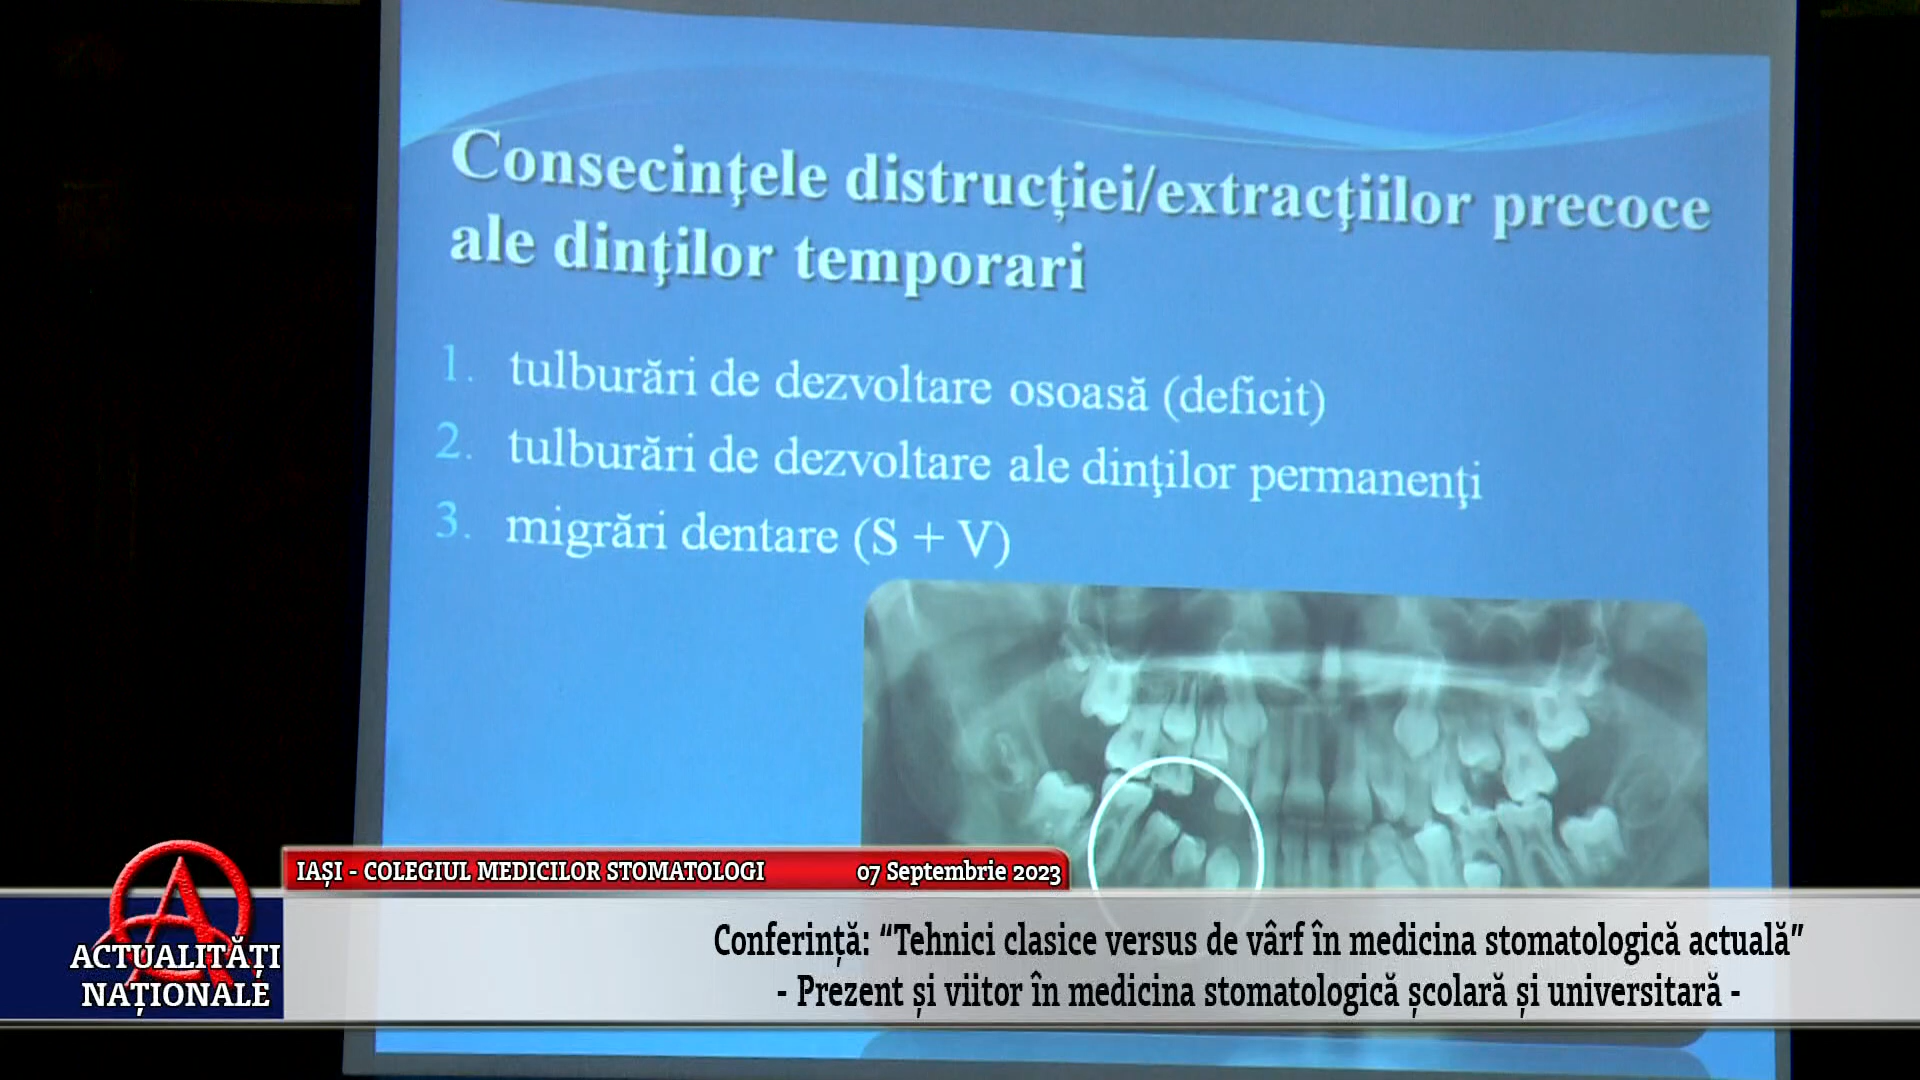 Consecinţele distrucției/extracţiilor precoce
ale dinţilor temporari
1. tulburări de dezvoltare osoasă (deficit)
2. tulburări de dezvoltare ale dinţilor permanenţi
3. migrări dentare (S + V)
IAȘI - COLEGIUL MEDICILOR STOMATOLOGI 07 Septembrie 2023
ACTUALITĂȚI
NAȚIONALE
Conferință: “Tehnici clasice versus de vârf în medicina stomatologică actuală”
- Prezent și viitor în medicina stomatologică școlară și universitară -